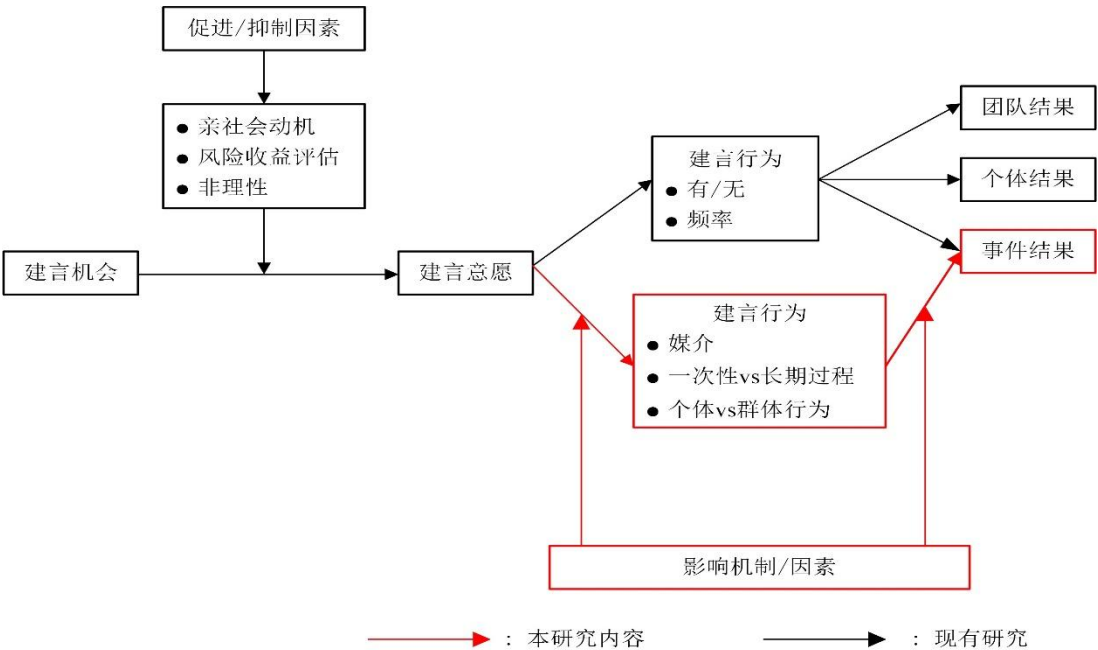 促进/抑制因素
● 亲社会动机
● 风险收益评估
● 非理性
建言机会
建言意愿
建言行为
● 有/无
● 频率
团队结果
个体结果
事件结果
建言行为
● 媒介
● 一次性vs长期过程
● 个体vs群体行为
影响机制/因素
：本研究内容
：现有研究